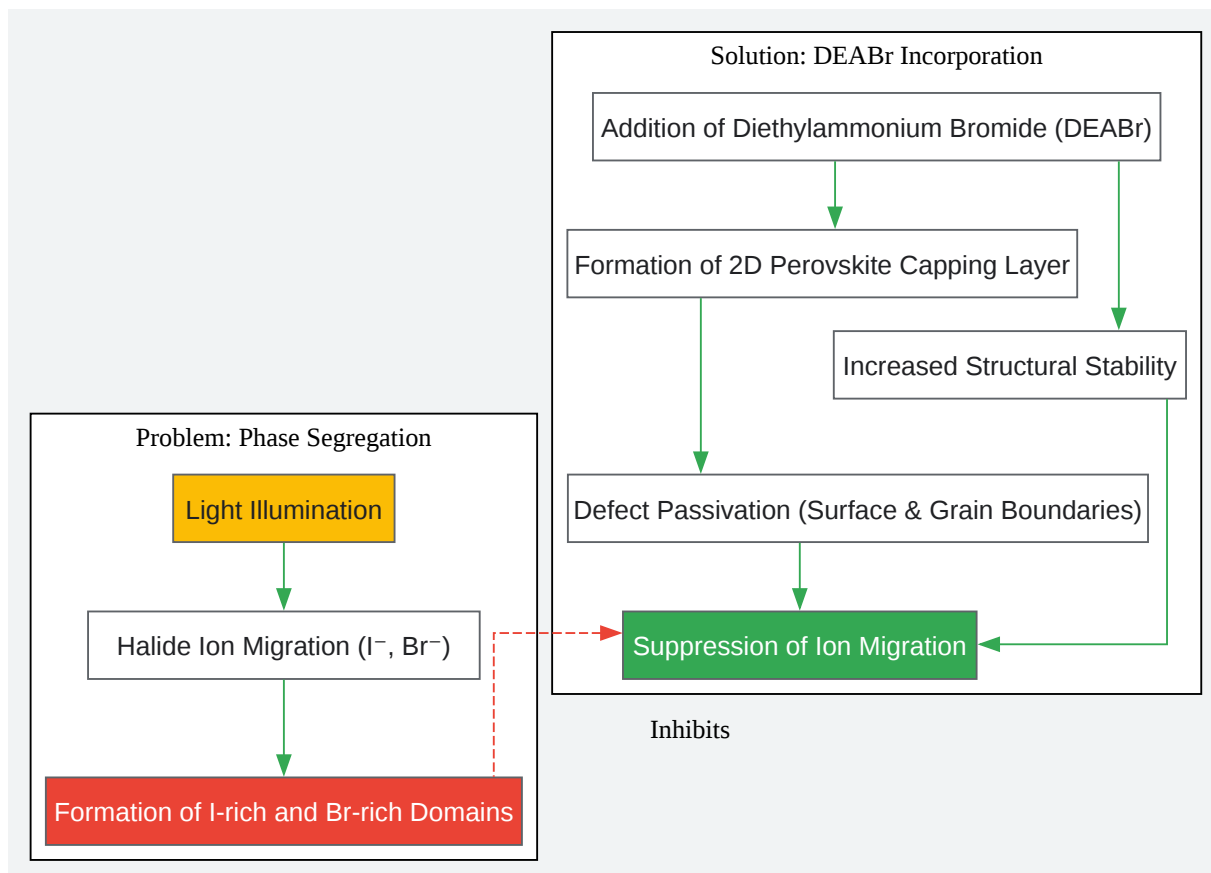 Solution: DEABr Incorporation
Addition of Diethylammonium Bromide (DEABr)
Formation of 2D Perovskite Capping Layer
Increased Structural Stability
Defect Passivation (Surface & Grain Boundaries)
Suppression of Ion Migration
Problem: Phase Segregation
Light Illumination
Halide Ion Migration (I⁻, Br⁻)
Formation of I-rich and Br-rich Domains
Inhibits